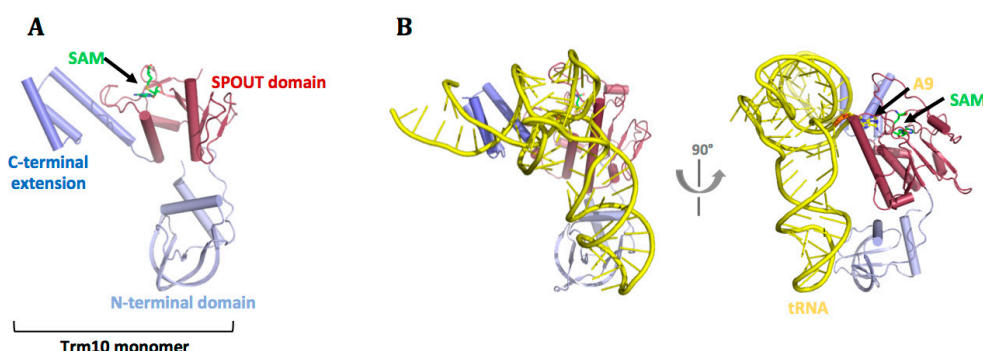 A
SAM
SPOUT domain
C-terminal
extension
N-terminal domain
Trm10 monomer
B
90°
A9
SAM
tRNA